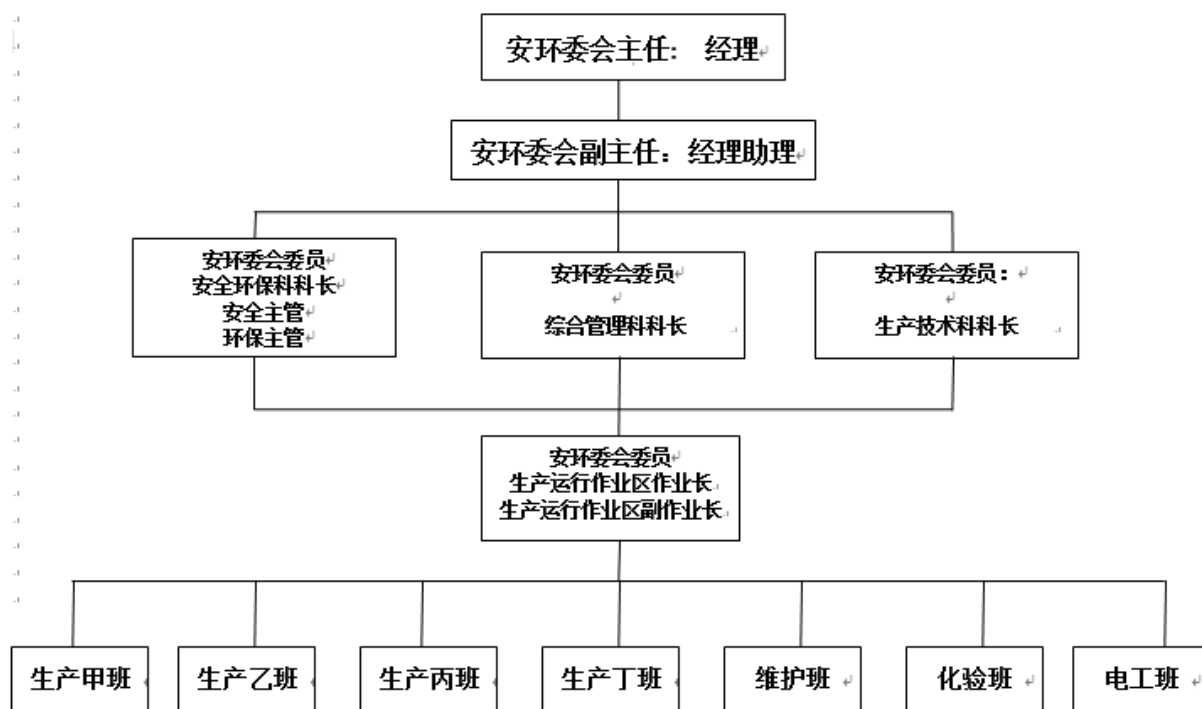 安环委会主任： 经理
安环委会副主任：经理助理
安环委会委员
安全环保科科长
安全主管
环保主管
安环委会委员
综合管理科科长
安环委会委员：
生产技术科科长
安环委会委员
生产运行作业区作业长
生产运行作业区副作业长
生产甲班
生产乙班
生产丙班
生产丁班
维护班
化验班
电工班